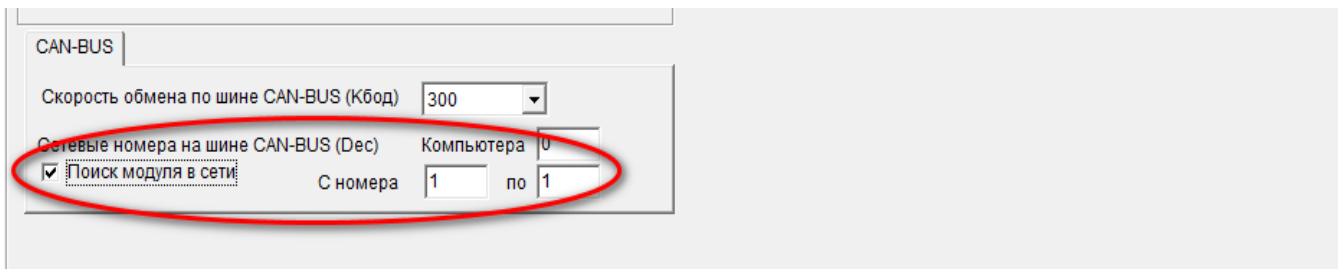 CAN-BUS
Скорость обмена по шине CAN-BUS (Кбод) 300
Сетевые номера на шине CAN-BUS (Dec) Компьютера 0
Поиск модуля в сети С номера 1 по 1